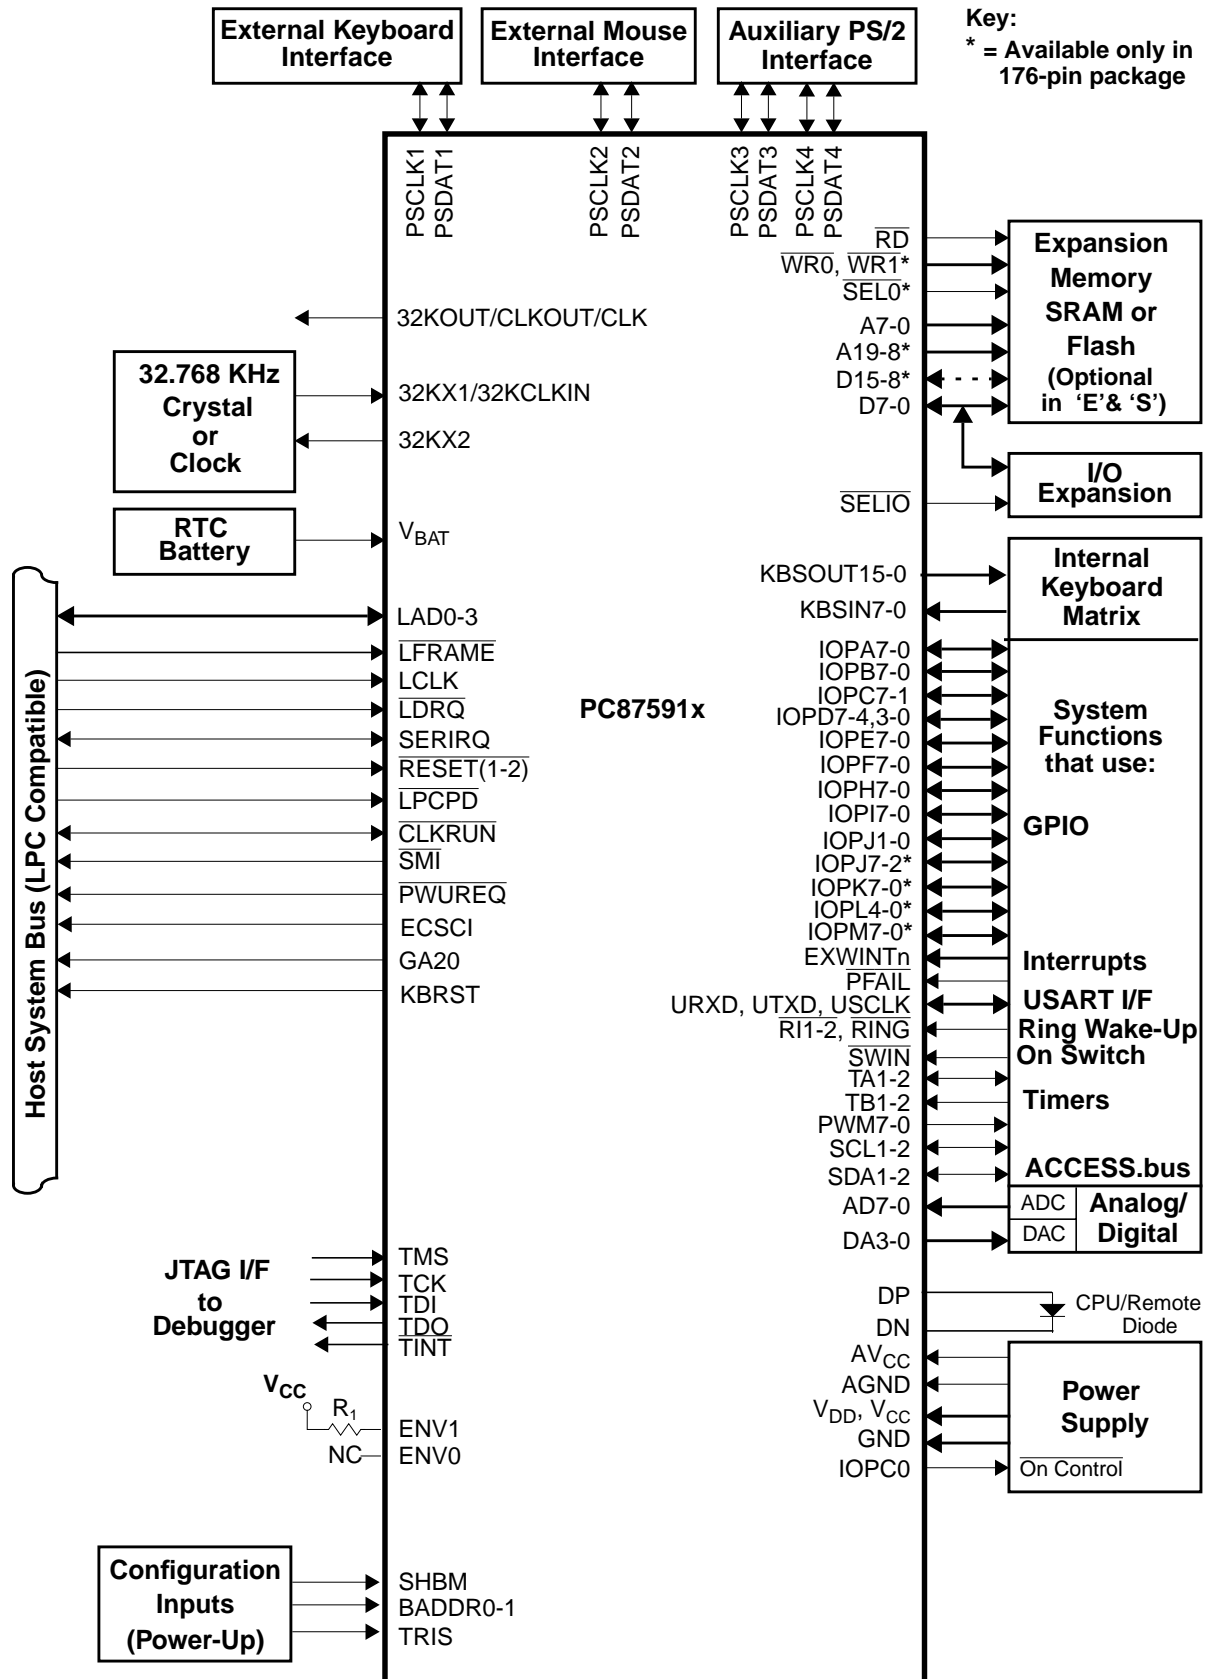 External Keyboard
Interface
External Mouse
Interface
Auxiliary PS/2
Interface
Key:
* = Available only in
176-pin package
PSCLK1
PSDAT1
PSCLK2
PSDAT2
PSCLK3
PSDAT3
PSCLK4
PSDAT4
RD
WR0, WR1*
SEL0*
A7-0
A19-8*
D15-8*
D7-0
Expansion
Memory
SRAM or
Flash
(Optional
in ‘E’& ‘S’)
SELIO
I/O
Expansion
32KOUT/CLKOUT/CLK
32.768 KHz
Crystal
or
Clock
32KX1/32KCLKIN
32KX2
RTC
Battery
VBAT
KBSOUT15-0
KBSIN7-0
Internal
Keyboard
Matrix
Host System Bus (LPC Compatible)
LAD0-3
LFRAME
LCLK
LDRQ
SERIRQ
RESET(1-2)
LPCPD
CLKRUN
SMI
PWUREQ
ECSCI
GA20
KBRST
PC87591x
IOPA7-0
IOPB7-0
IOPC7-1
IOPD7-4,3-0
IOPE7-0
IOPF7-0
IOPH7-0
IOPI7-0
IOPJ1-0
IOPJ7-2*
IOPK7-0*
IOPL4-0*
IOPM7-0*
EXWINTn
PFAIL
URXD, UTXD, USCLK
RI1-2, RING
SWIN
TA1-2
TB1-2
PWM7-0
SCL1-2
SDA1-2
AD7-0
DA3-0
System
Functions
that use:
GPIO
Interrupts
USART I/F
Ring Wake-Up
On Switch
Timers
ACCESS.bus
ADC
DAC
Analog/
Digital
JTAG I/F
to
Debugger
TMS
TCK
TDI
TDO
TINT
DP
DN
CPU/Remote
Diode
AVCC
AGND
VDD, VCC
GND
IOPC0
Power
Supply
On Control
VCC
R1
ENV1
NC
ENV0
Configuration
Inputs
(Power-Up)
SHBM
BADDR0-1
TRIS